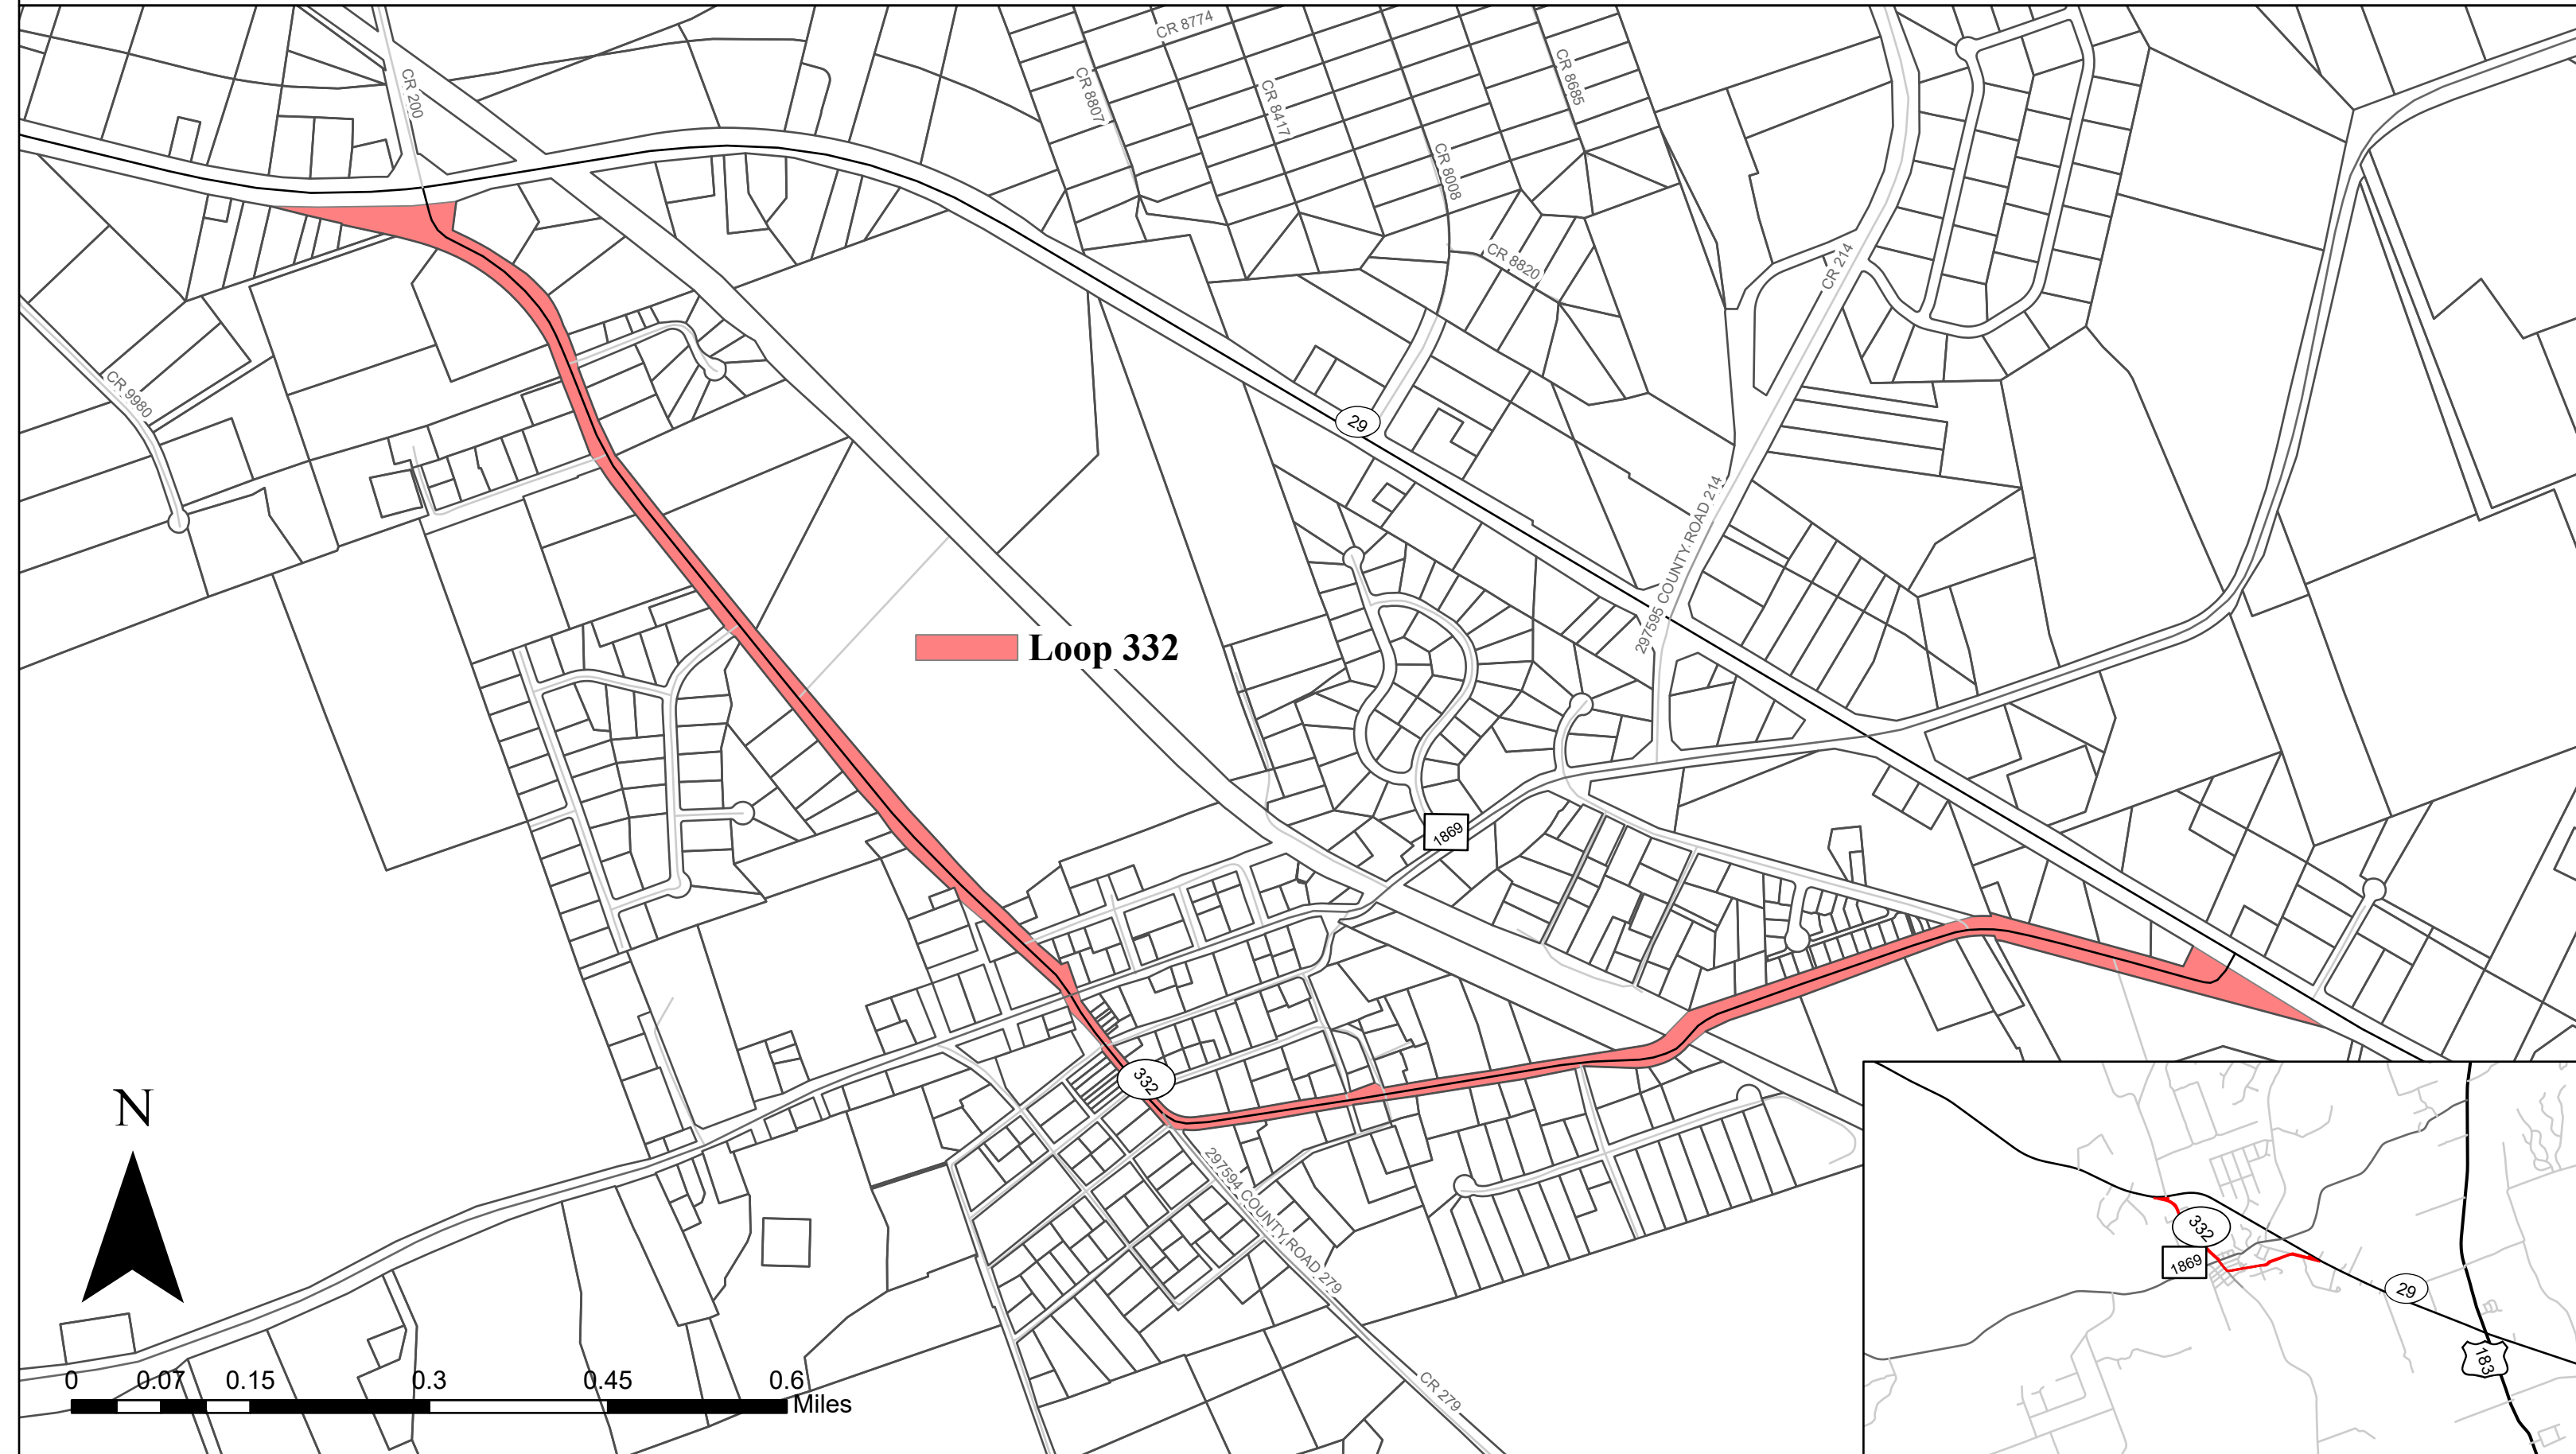 CR 8774
CR 200
CR 8807
CR 8417
CR 8685
CR 8008
CR 8820
CR 214
CR 9980
29
297595 COUNTY ROAD 214
Loop 332
1869
332
297594 COUNTY ROAD 279
CR 279
N
0 0.07 0.15 0.3 0.45 0.6
Miles
332
1869
29
183